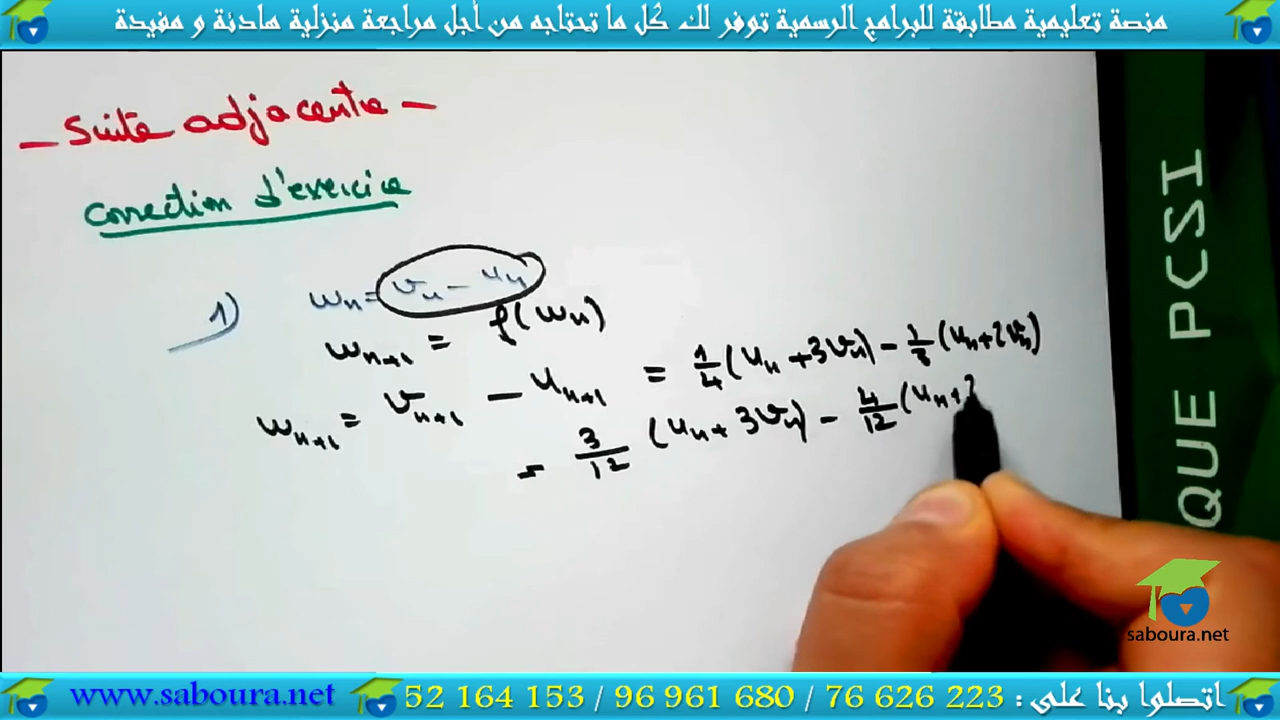 منصة تعليمية مطابقة للبرامج الرسمية توفر لك كل ما تحتاجه من أجل مراجعة منزلية هادئة و مفيدة
— Suite adjacente —
correction d'exercice
1) wₙ = vₙ − uₙ
wₙ₊₁ = f(wₙ)
wₙ₊₁ = vₙ₊₁ − uₙ₊₁ = 1/4 (uₙ + 3vₙ) − 1/3 (uₙ + 2vₙ)
= 3/12 (uₙ + 3vₙ) − 4/12 (uₙ +
QUE PCSI
saboura.net
www.saboura.net
52 164 153 / 96 961 680 / 76 626 223 : اتصلوا بنا على